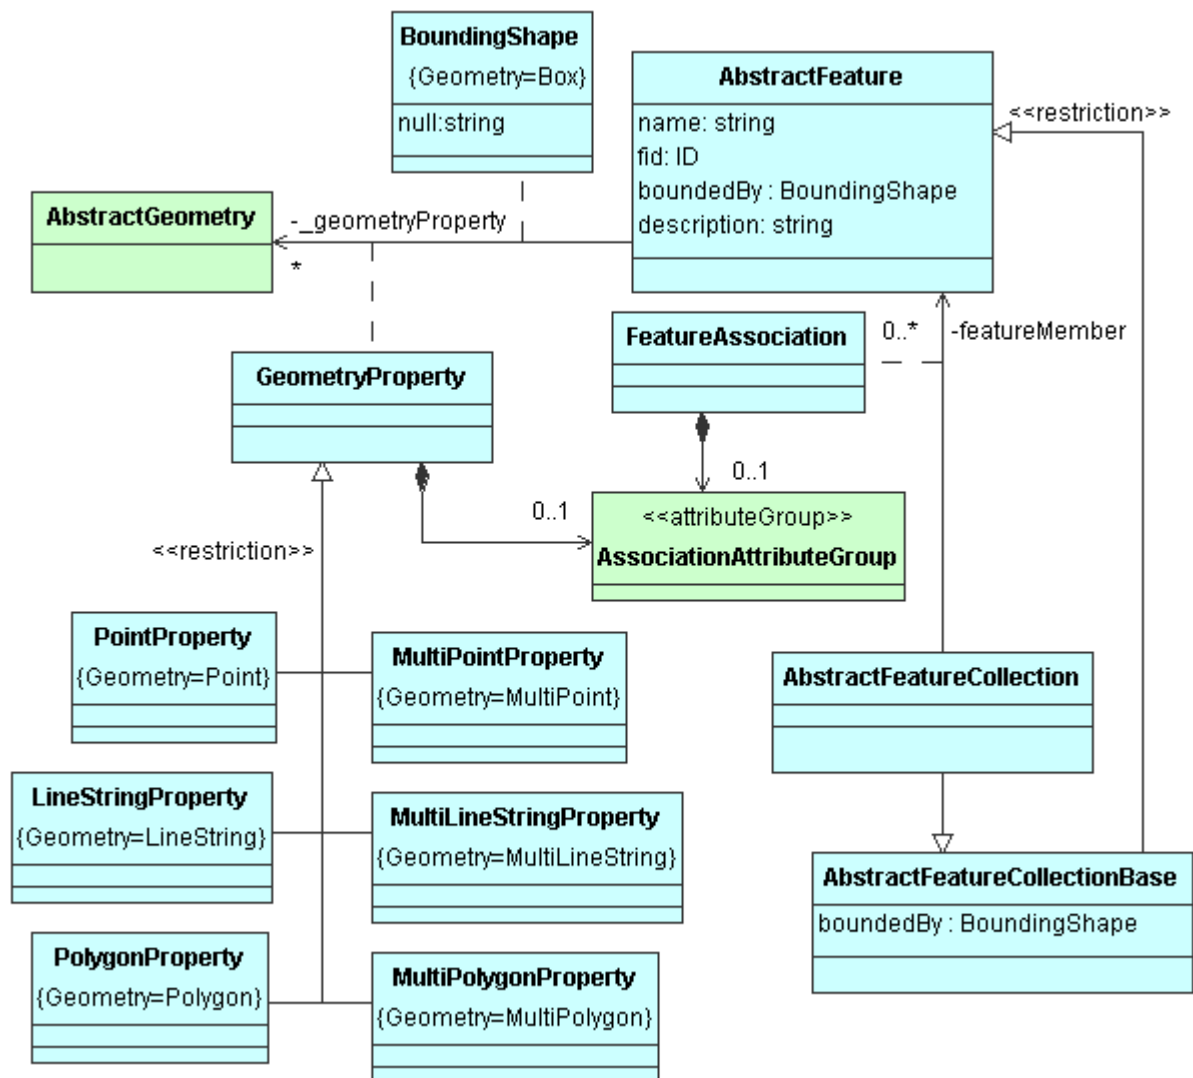 BoundingShape
{Geometry=Box}
null:string
AbstractFeature
name: string
fid: ID
boundedBy : BoundingShape
description: string
<<restriction>>
AbstractGeometry
-_geometryProperty
*
FeatureAssociation
0..*
-featureMember
GeometryProperty
0..1
0..1
<<attributeGroup>>
AssociationAttributeGroup
<<restriction>>
PointProperty
{Geometry=Point}
MultiPointProperty
{Geometry=MultiPoint}
AbstractFeatureCollection
LineStringProperty
{Geometry=LineString}
MultiLineStringProperty
{Geometry=MultiLineString}
AbstractFeatureCollectionBase
boundedBy : BoundingShape
PolygonProperty
{Geometry=Polygon}
MultiPolygonProperty
{Geometry=MultiPolygon}